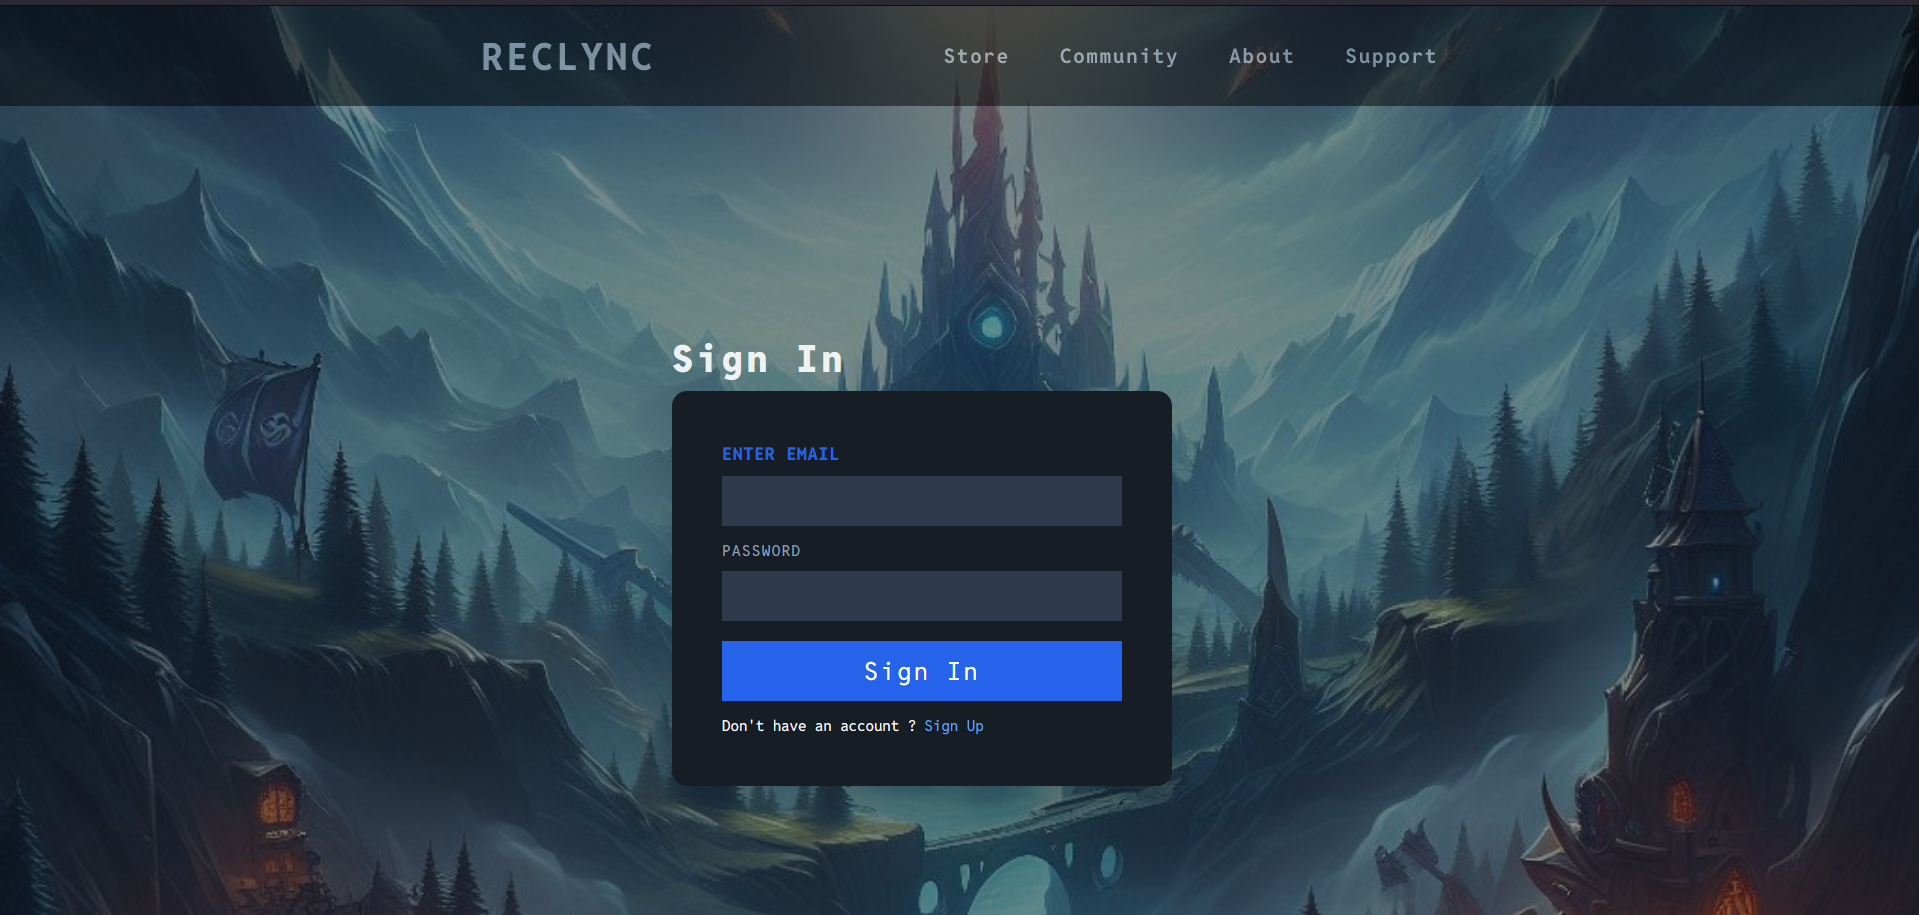 RECLYNC Store Community About Support
Sign In
ENTER EMAIL
PASSWORD
Sign In
Don't have an account ? Sign Up